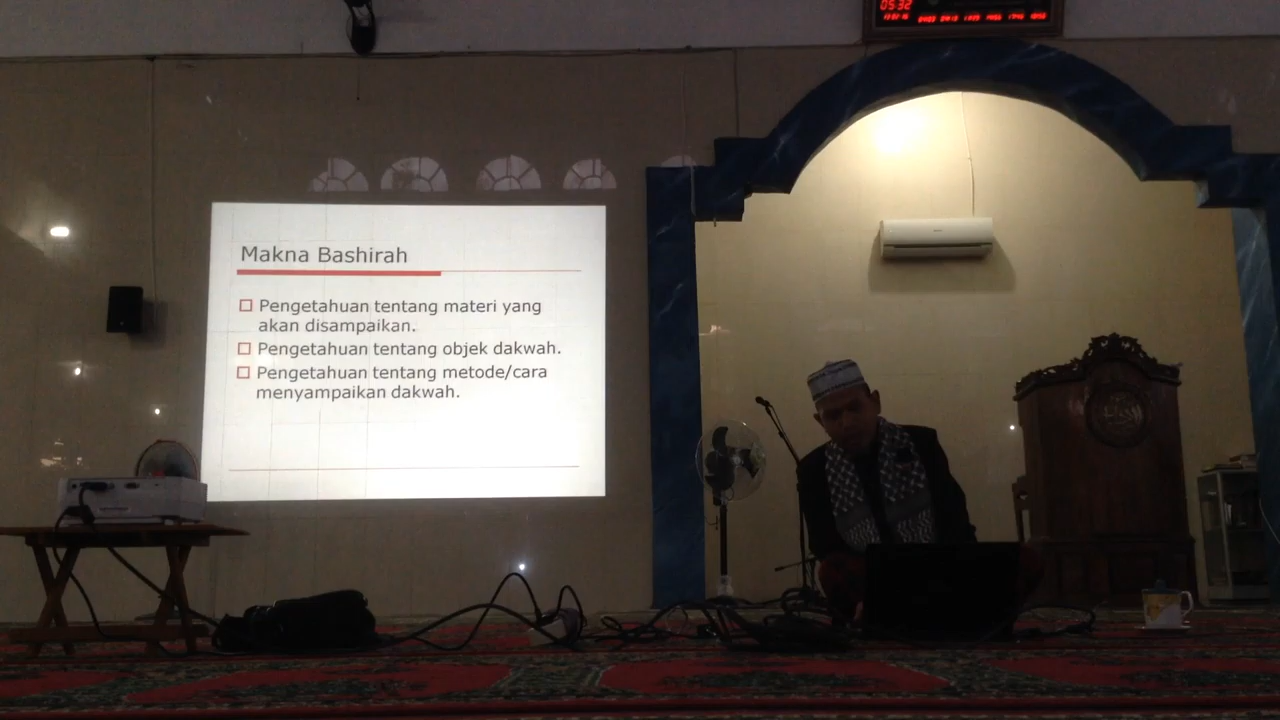 05:32
Makna Bashirah
Pengetahuan tentang materi yang
akan disampaikan.
Pengetahuan tentang objek dakwah.
Pengetahuan tentang metode/cara
menyampaikan dakwah.